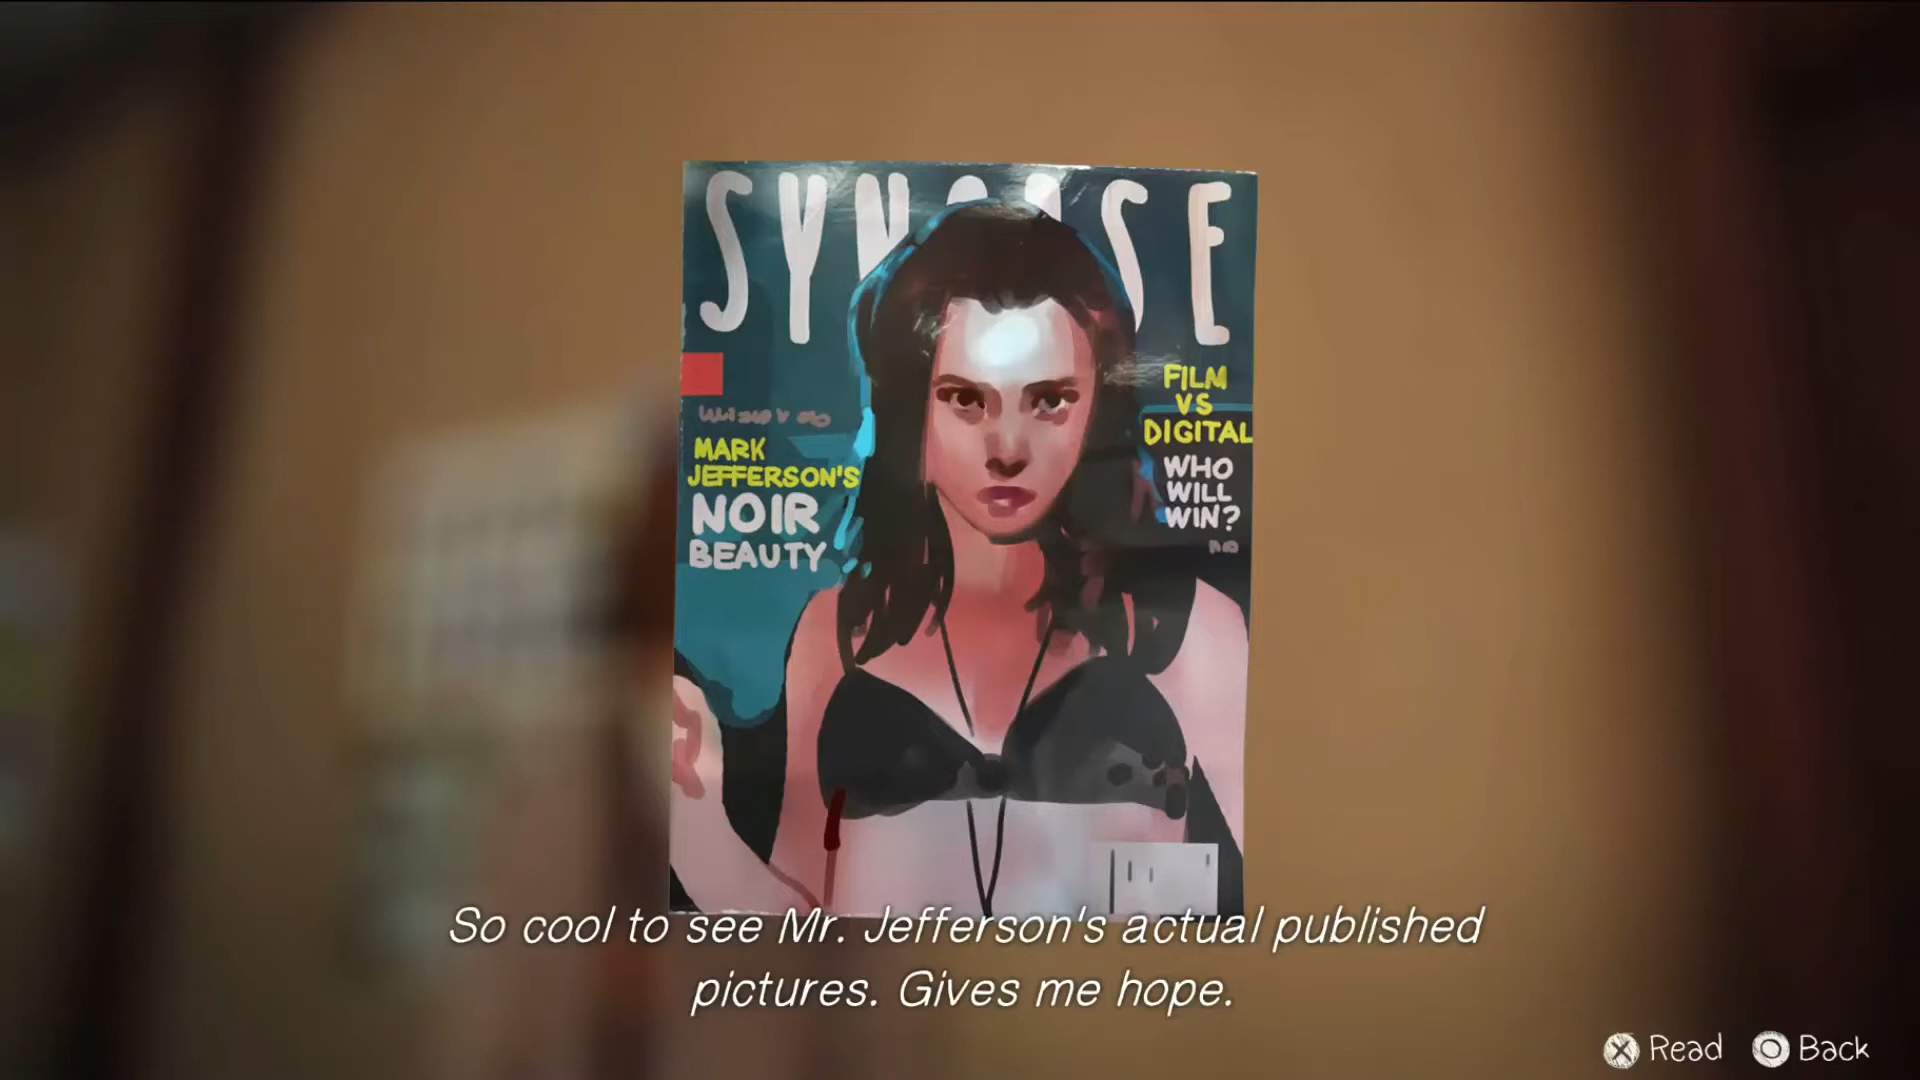 MARK
JEFFERSON'S
NOIR
BEAUTY
FILM
VS
DIGITAL
WHO
WILL
WIN?
So cool to see Mr. Jefferson's actual published
pictures. Gives me hope.
Read
Back